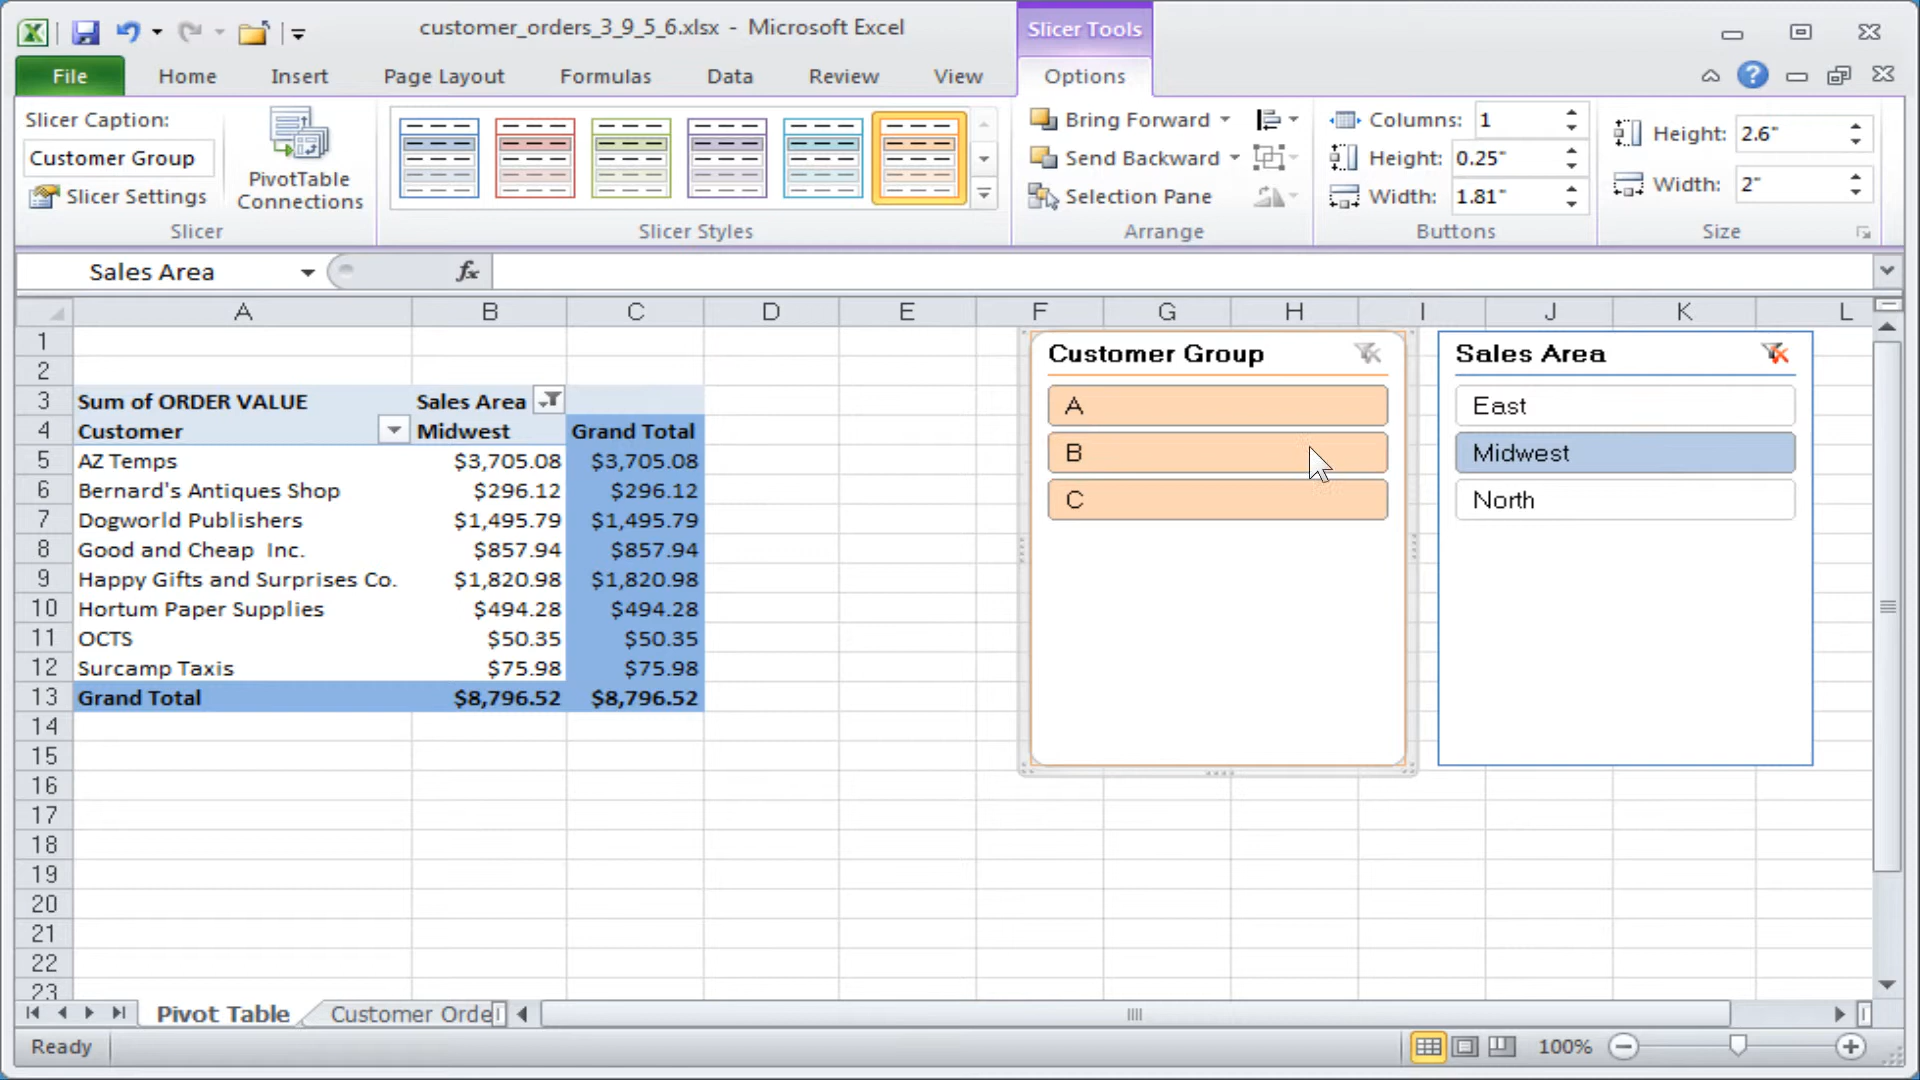 customer_orders_3_9_5_6.xlsx - Microsoft Excel
Slicer Tools
File Home Insert Page Layout Formulas Data Review View Options
Slicer Caption:
Customer Group
Slicer Settings
PivotTable
Connections
Slicer
Slicer Styles
Bring Forward
Send Backward
Selection Pane
Arrange
Columns: 1
Height: 0.25"
Width: 1.81"
Buttons
Height: 2.6"
Width: 2"
Size
Sales Area fx
A B C D E F G H I J K L
1
2
3 Sum of ORDER VALUE Sales Area
4 Customer Midwest Grand Total
5 AZ Temps $3,705.08 $3,705.08
6 Bernard's Antiques Shop $296.12 $296.12
7 Dogworld Publishers $1,495.79 $1,495.79
8 Good and Cheap Inc. $857.94 $857.94
9 Happy Gifts and Surprises Co. $1,820.98 $1,820.98
10 Hortum Paper Supplies $494.28 $494.28
11 OCTS $50.35 $50.35
12 Surcamp Taxis $75.98 $75.98
13 Grand Total $8,796.52 $8,796.52
14
15
16
17
18
19
20
21
22
23
Customer Group
A
B
C
Sales Area
East
Midwest
North
Pivot Table Customer Orde
Ready 100%